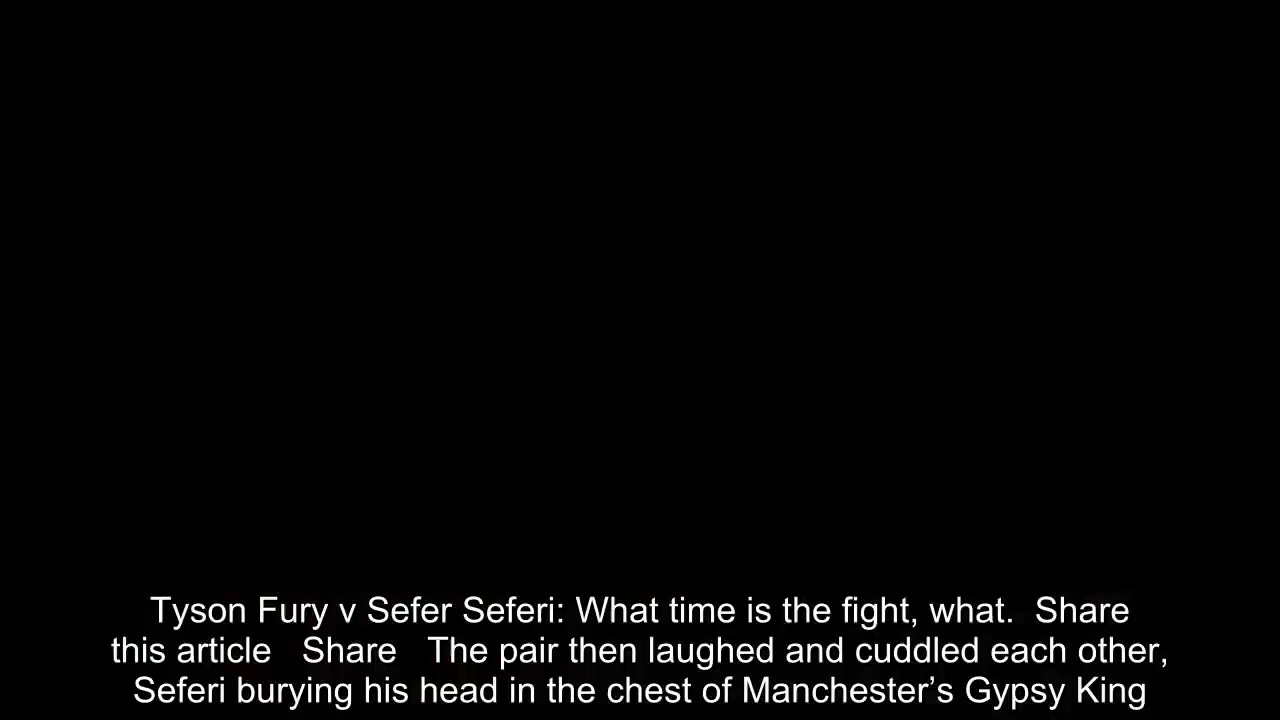 Tyson Fury v Sefer Seferi: What time is the fight, what.  Share
this article   Share   The pair then laughed and cuddled each other,
Seferi burying his head in the chest of Manchester’s Gypsy King